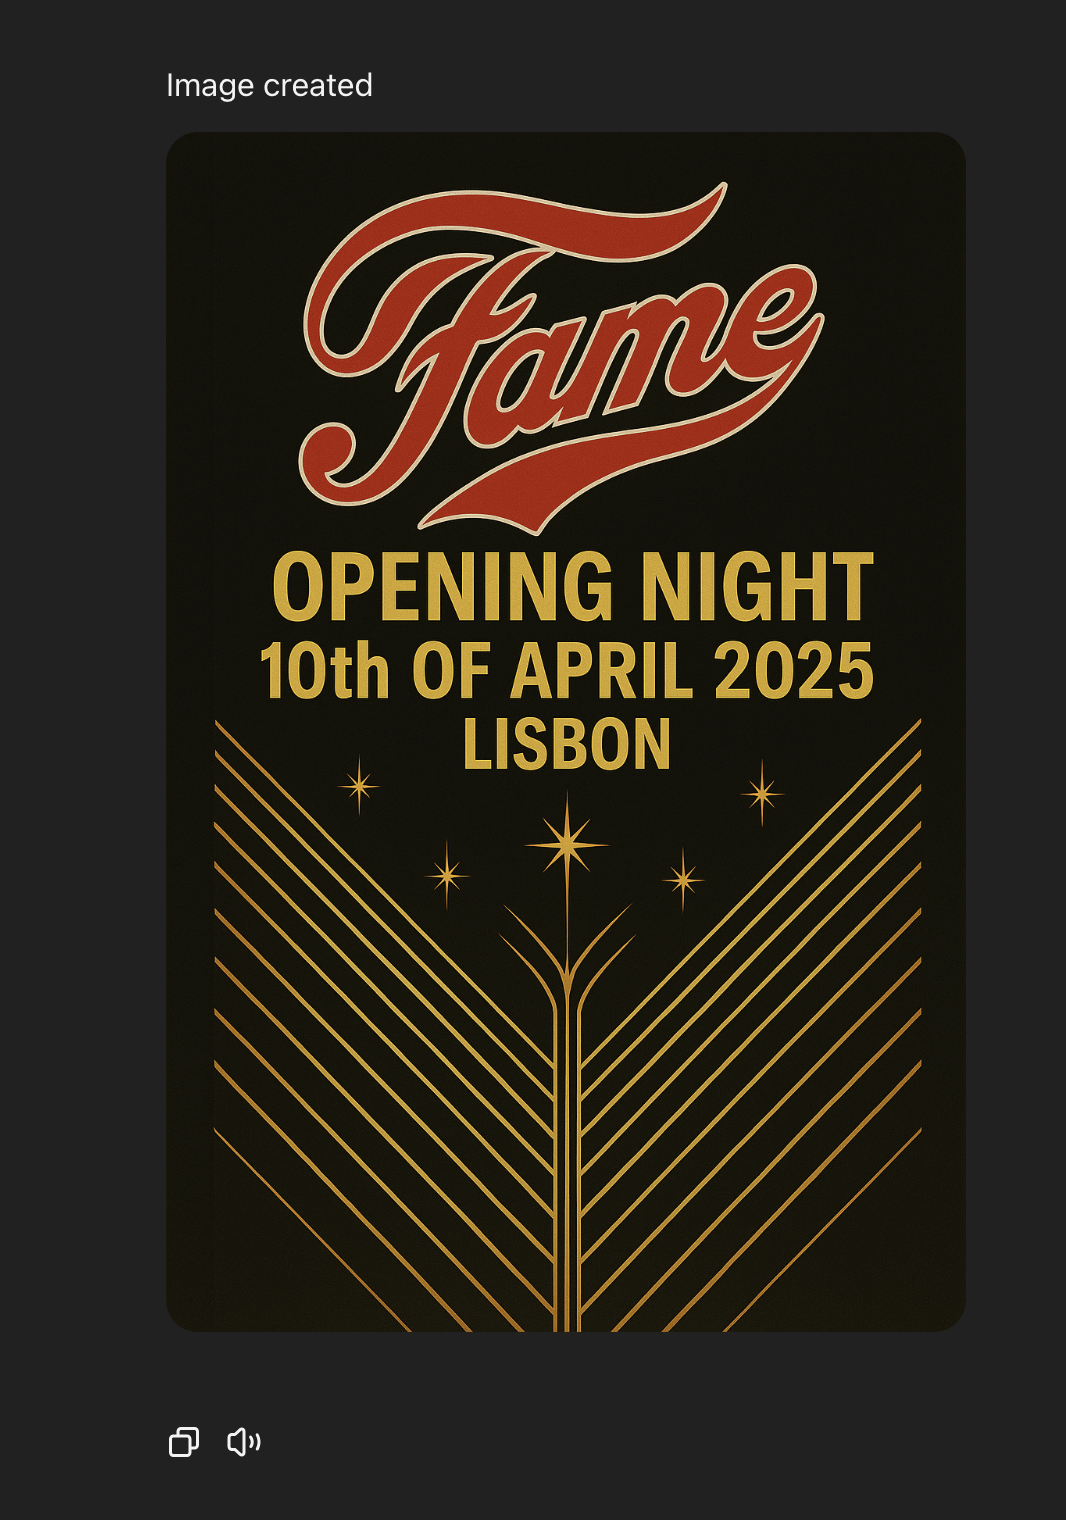 Image created
Fame
OPENING NIGHT
10th OF APRIL 2025
LISBON